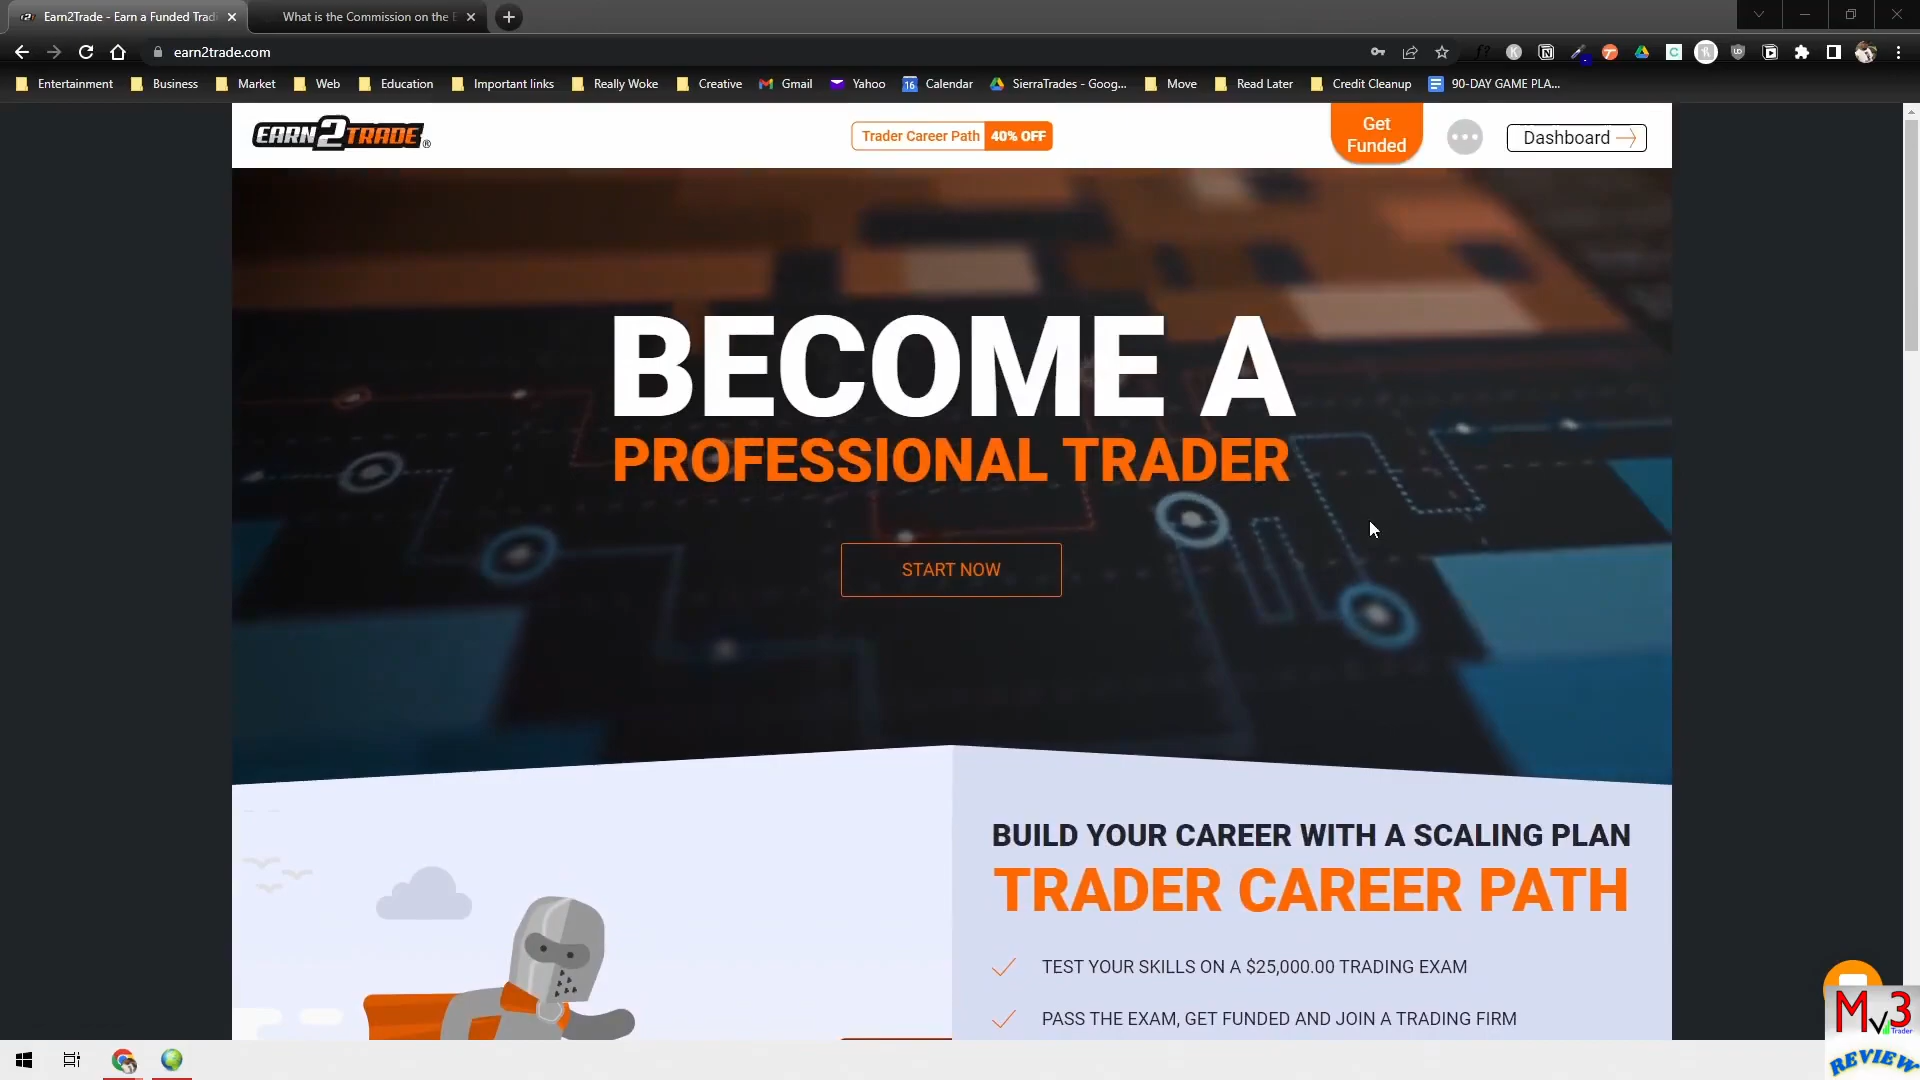 Earn2Trade - Earn a Funded Tradi
What is the Commission on the E
earn2trade.com
Entertainment
Business
Market
Web
Education
Important links
Really Woke
Creative
Gmail
Yahoo
16
Calendar
SierraTrades - Goog...
Move
Read Later
Credit Cleanup
90-DAY GAME PLA...
EARN2TRADE®
Trader Career Path 40% OFF
Get
Funded
Dashboard
BECOME A
PROFESSIONAL TRADER
START NOW
BUILD YOUR CAREER WITH A SCALING PLAN
TRADER CAREER PATH
TEST YOUR SKILLS ON A $25,000.00 TRADING EXAM
PASS THE EXAM, GET FUNDED AND JOIN A TRADING FIRM
Mv3
Trader
REVIEW